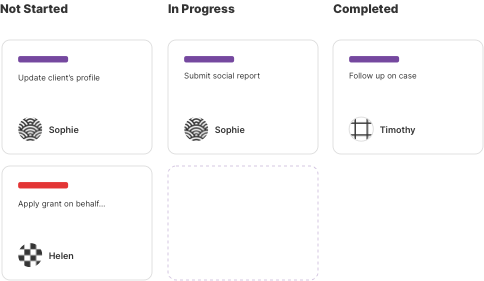 Not Started
In Progress
Completed
Update client's profile
Sophie
Submit social report
Sophie
Follow up on case
Timothy
Apply grant on behalf...
Helen